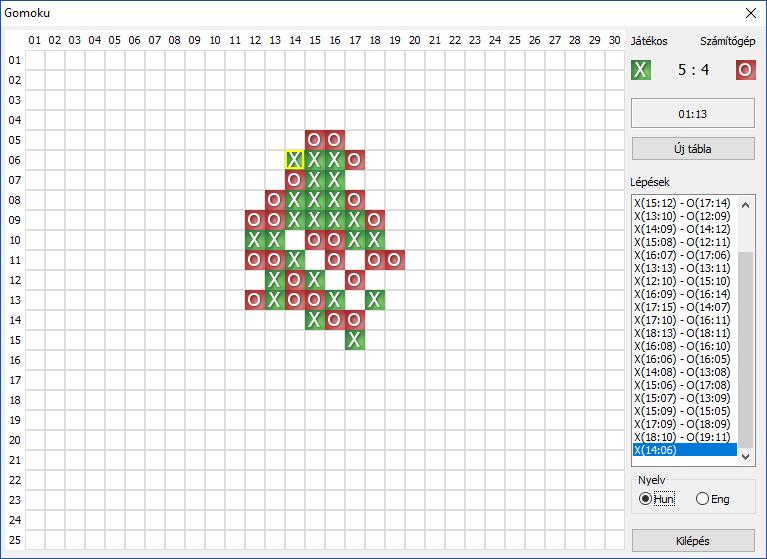 Gomoku
01 02 03 04 05 06 07 08 09 10 11 12 13 14 15 16 17 18 19 20 21 22 23 24 25 26 27 28 29 30
01
02
03
04
05 O O
06 X X X O
07 O X X
08 O X X X O
09 O O X X X X O
10 X X O O X X
11 O O X O O O
12 X O X O
13 O X O O X X
14 X O O
15 X
16
17
18
19
20
21
22
23
24
25
Játékos Számítógép
X 5 : 4 O
01:13
Új tábla
Lépések
X(15:12) - O(17:14)
X(13:10) - O(12:09)
X(14:09) - O(14:12)
X(15:08) - O(12:11)
X(16:07) - O(17:06)
X(13:13) - O(13:11)
X(12:10) - O(15:10)
X(16:09) - O(16:14)
X(17:15) - O(14:07)
X(17:10) - O(16:11)
X(18:13) - O(18:11)
X(16:08) - O(16:10)
X(16:06) - O(16:05)
X(14:08) - O(13:08)
X(15:06) - O(17:08)
X(15:07) - O(13:09)
X(15:09) - O(15:05)
X(17:09) - O(18:09)
X(18:10) - O(19:11)
X(14:06)
Nyelv
Hun Eng
Kilépés